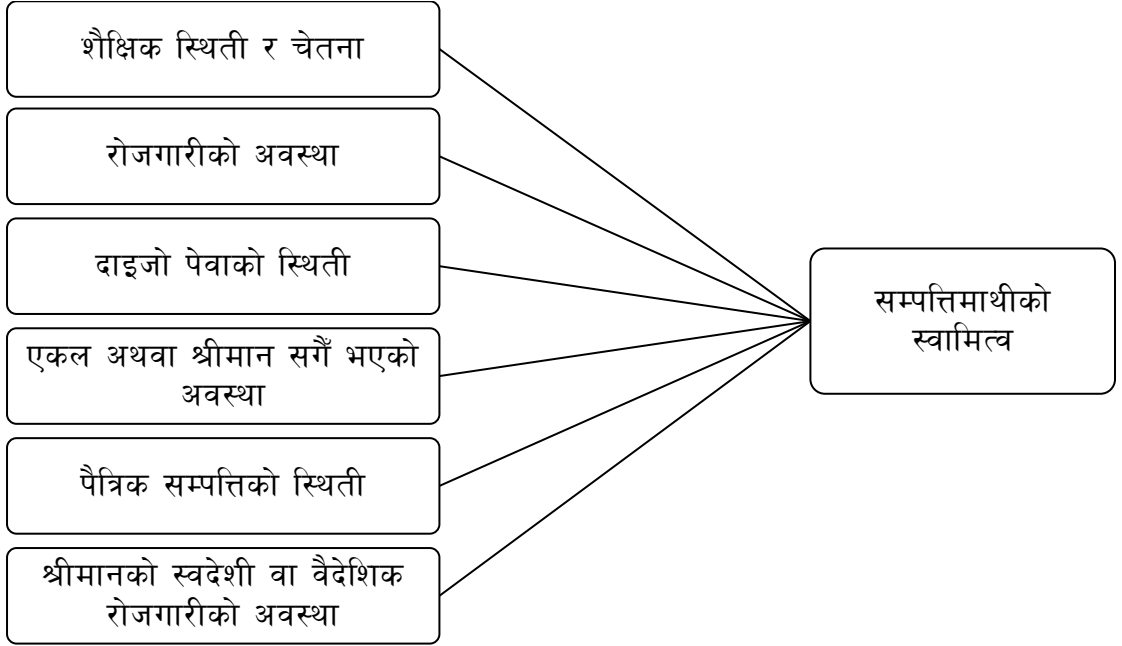 शैक्षिक स्थिती र चेतना
रोजगारीको अवस्था
दाइजो पेवाको स्थिती
एकल अथवा श्रीमान सगैँ भएको
अवस्था
पैत्रिक सम्पत्तिको स्थिती
श्रीमानको स्वदेशी वा वैदेशिक
रोजगारीको अवस्था
सम्पत्तिमाथीको
स्वामित्व